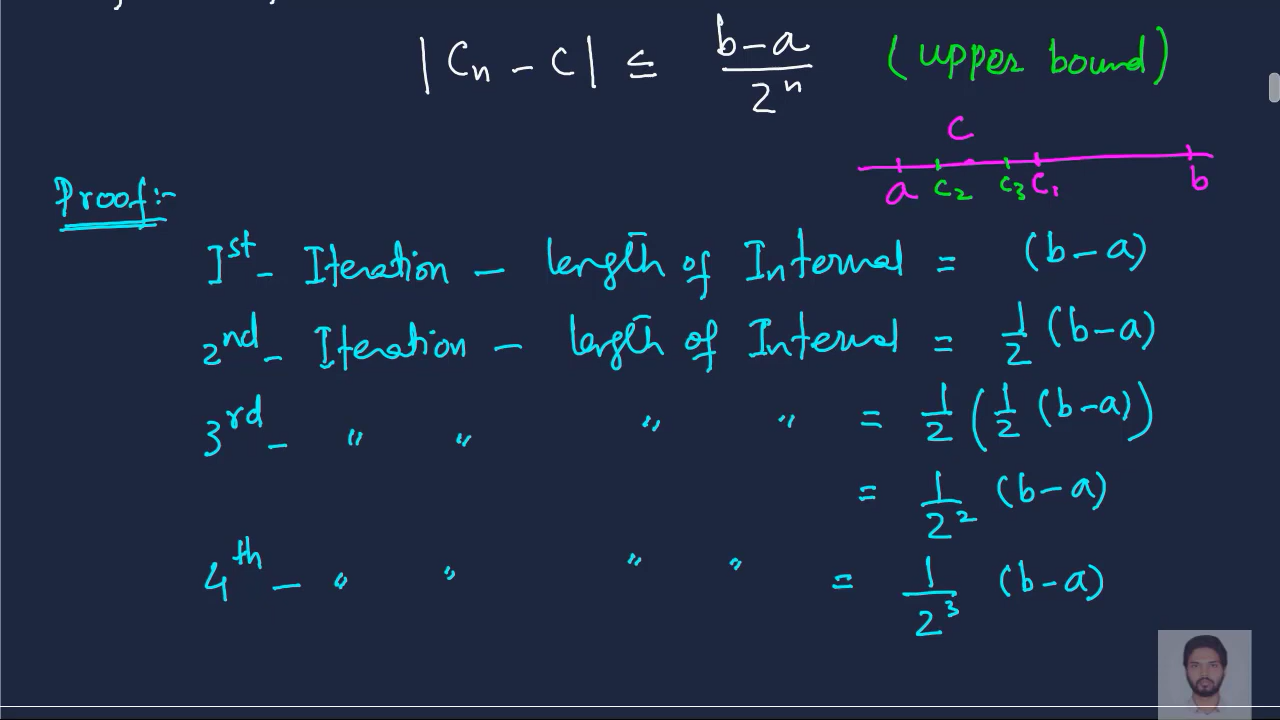 |Cn - C| ≤ b-a / 2^n (upper bound)
C
a C2 C3 C1 b
Proof:-
1st - Iteration - length of Interval = (b-a)
2nd - Iteration - length of Interval = 1/2 (b-a)
3rd - " " " " = 1/2 (1/2 (b-a))
= 1/2^2 (b-a)
4th - " " " " = 1/2^3 (b-a)